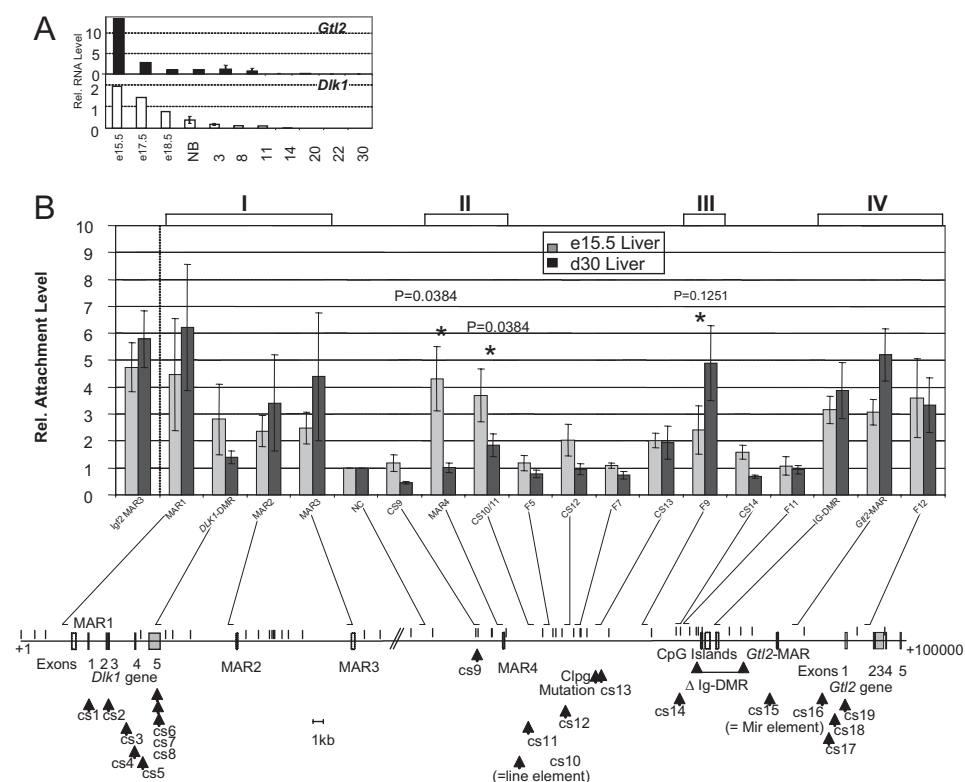 A
Rel. RNA Level
10
5
0
Gtl2
2
1
0
Dlk1
e15.5
e17.5
e18.5
NB
3
8
11
14
20
22
30
B
I
II
III
IV
Rel. Attachment Level
10
9
8
7
6
5
4
3
2
1
0
e15.5 Liver
d30 Liver
P=0.0384
*
P=0.0384
*
P=0.1251
*
Igf2 MAR3
MAR1
DLK1-DMR
MAR2
MAR3
NC
CS9
MAR4
CS10/11
F5
CS12
F7
CS13
F9
CS14
F11
IG-DMR
Gtl2-MAR
F12
MAR1
+1
+100000
Exons 1 2 3 4 5
Dlk1 gene
MAR2
MAR3
cs9
MAR4
Clpg
Mutation
cs13
CpG Islands
Gtl2-MAR
Δ Ig-DMR
Exons 1 2 3 4 5
Gtl2 gene
cs1
cs2
cs3
cs4
cs5
cs6
cs7
cs8
1kb
cs12
cs11
cs10
(=line element)
cs14
cs15
(= Mir element)
cs16
cs19
cs18
cs17